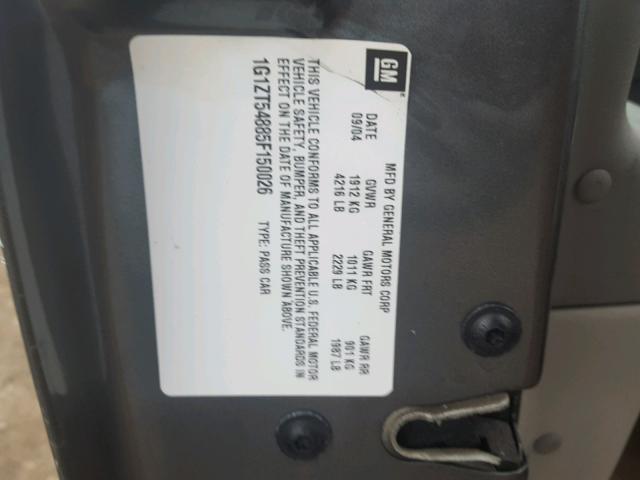 GM
MFD BY GENERAL MOTORS CORP
DATE GVWR GAWR FRT GAWR RR
09/04 1912 KG 1011 KG 901 KG
4216 LB 2229 LB 1987 LB
THIS VEHICLE CONFORMS TO ALL APPLICABLE U.S. FEDERAL MOTOR
VEHICLE SAFETY, BUMPER, AND THEFT PREVENTION STANDARDS IN
EFFECT ON THE DATE OF MANUFACTURE SHOWN ABOVE.
1G1ZT54885F150026 TYPE: PASS CAR